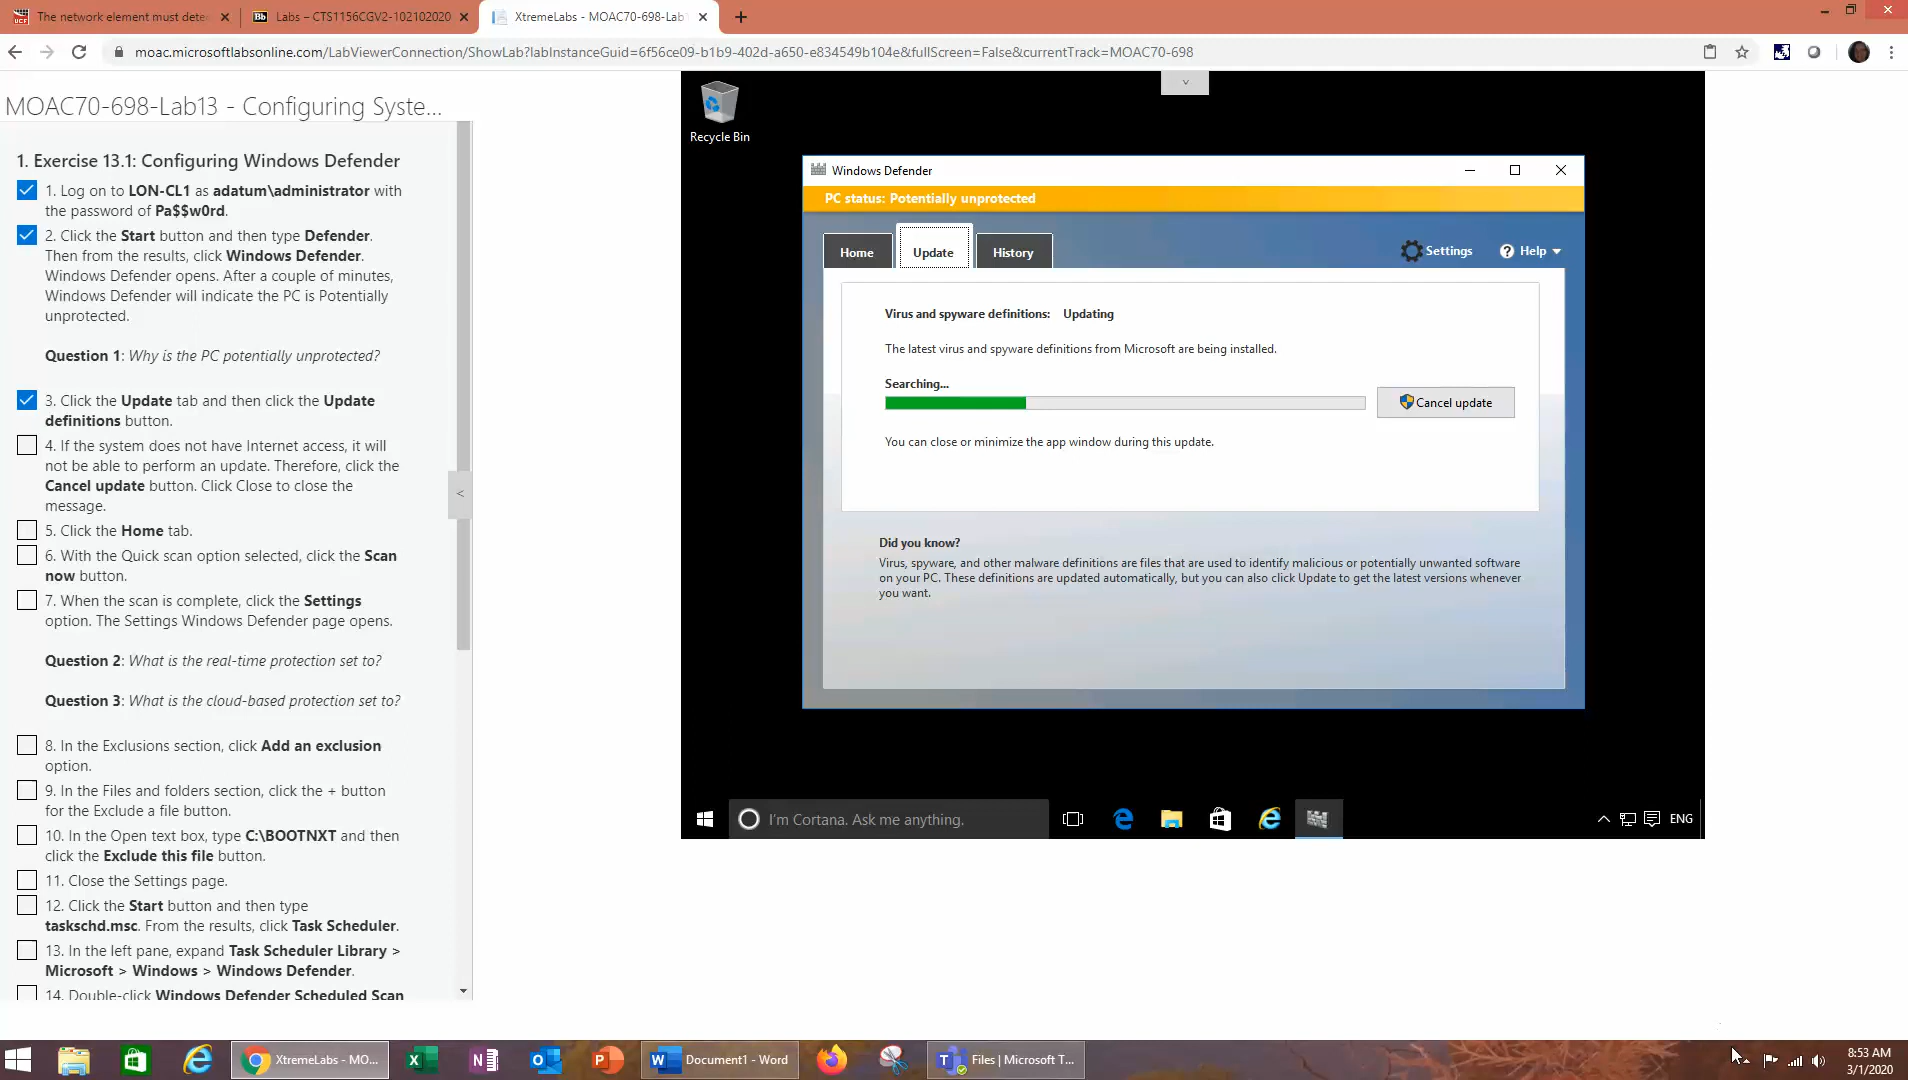 The network element must dete
Labs – CTS1156CGV2-102102020
XtremeLabs - MOAC70-698-Lab1
moac.microsoftlabsonline.com/LabViewerConnection/ShowLab?labInstanceGuid=6f56ce09-b1b9-402d-a650-e834549b104e&fullScreen=False&currentTrack=MOAC70-698
MOAC70-698-Lab13 - Configuring Syste...
1. Exercise 13.1: Configuring Windows Defender
1. Log on to LON-CL1 as adatum\administrator with
the password of Pa$$w0rd.
2. Click the Start button and then type Defender.
Then from the results, click Windows Defender.
Windows Defender opens. After a couple of minutes,
Windows Defender will indicate the PC is Potentially
unprotected.
Question 1: Why is the PC potentially unprotected?
3. Click the Update tab and then click the Update
definitions button.
4. If the system does not have Internet access, it will
not be able to perform an update. Therefore, click the
Cancel update button. Click Close to close the
message.
5. Click the Home tab.
6. With the Quick scan option selected, click the Scan
now button.
7. When the scan is complete, click the Settings
option. The Settings Windows Defender page opens.
Question 2: What is the real-time protection set to?
Question 3: What is the cloud-based protection set to?
8. In the Exclusions section, click Add an exclusion
option.
9. In the Files and folders section, click the + button
for the Exclude a file button.
10. In the Open text box, type C:\BOOTNXT and then
click the Exclude this file button.
11. Close the Settings page.
12. Click the Start button and then type
taskschd.msc. From the results, click Task Scheduler.
13. In the left pane, expand Task Scheduler Library >
Microsoft > Windows > Windows Defender.
14. Double-click Windows Defender Scheduled Scan
<
Recycle Bin
Windows Defender
PC status: Potentially unprotected
Home
Update
History
Settings
? Help
Virus and spyware definitions: Updating
The latest virus and spyware definitions from Microsoft are being installed.
Searching...
Cancel update
You can close or minimize the app window during this update.
Did you know?
Virus, spyware, and other malware definitions are files that are used to identify malicious or potentially unwanted software
on your PC. These definitions are updated automatically, but you can also click Update to get the latest versions whenever
you want.
I'm Cortana. Ask me anything.
ENG
XtremeLabs - MO...
Document1 - Word
Files | Microsoft T...
8:53 AM
3/1/2020